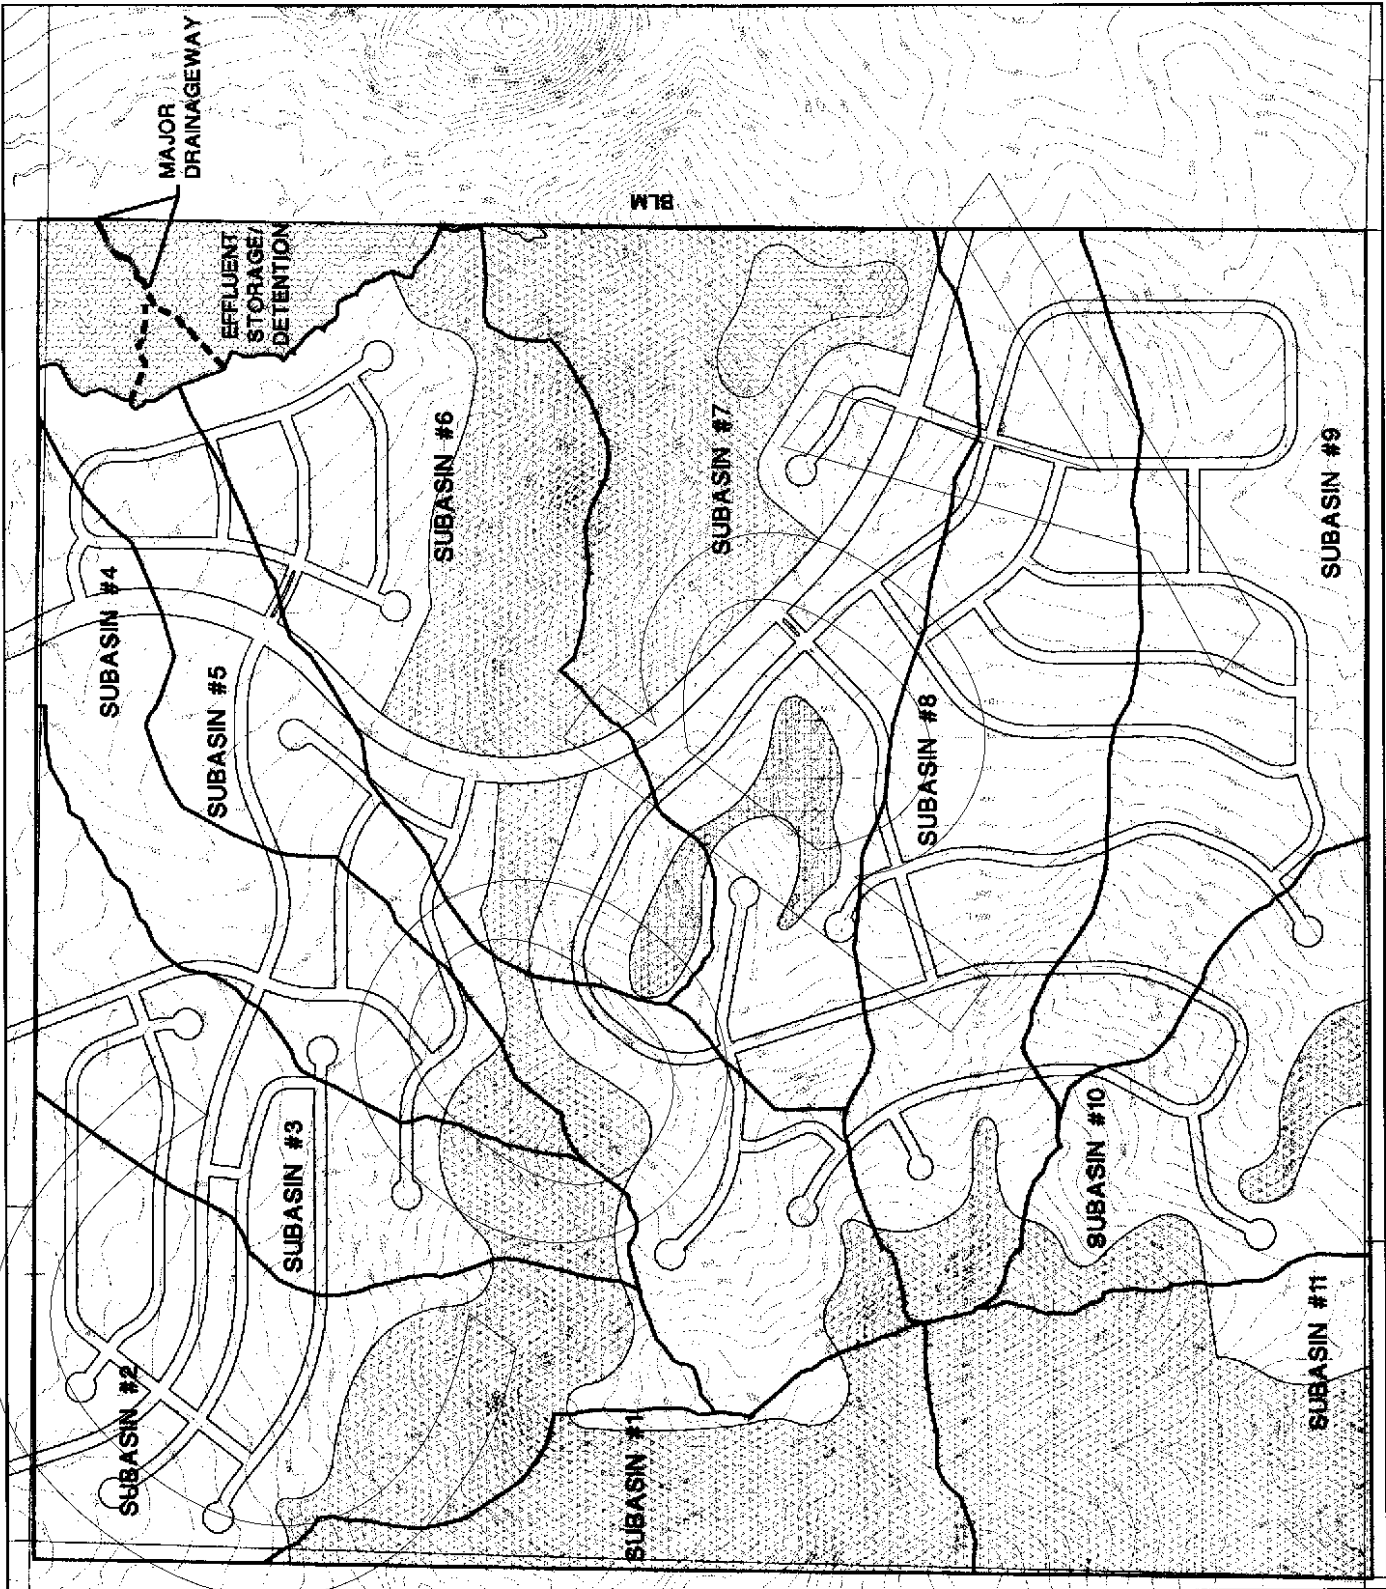 MAJOR
DRAINAGEWAY
EFFLUENT
STORAGE/
DETENTION
BLM
SUBASIN #6
SUBASIN #7
SUBASIN #9
SUBASIN #4
SUBASIN #5
SUBASIN #8
SUBASIN #3
SUBASIN #10
SUBASIN #2
SUBASIN #1
SUBASIN #11